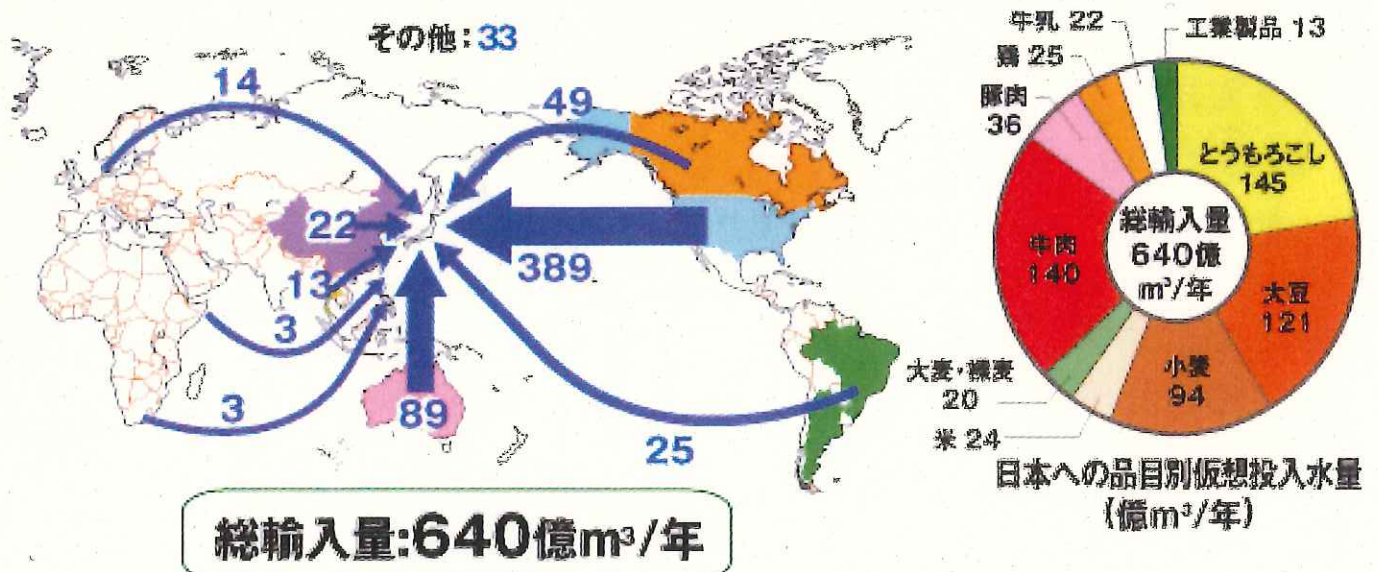 その他:33
14
49
22
389
13
3
3
89
25
総輸入量:640億m³/年
牛乳 22
工業製品 13
鶏 25
豚肉
36
とうもろこし
145
総輸入量
640億
m³/年
牛肉
140
大豆
121
小麦
94
大麦・裸麦
20
米 24
日本への品目別仮想投入水量
(億m³/年)